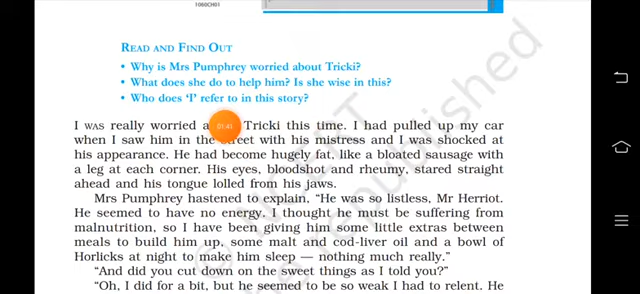 1060CH01
READ AND FIND OUT
• Why is Mrs Pumphrey worried about Tricki?
• What does she do to help him? Is she wise in this?
• Who does 'I' refer to in this story?
I WAS really worried a 01:41 Tricki this time. I had pulled up my car
when I saw him in the street with his mistress and I was shocked at
his appearance. He had become hugely fat, like a bloated sausage with
a leg at each corner. His eyes, bloodshot and rheumy, stared straight
ahead and his tongue lolled from his jaws.
Mrs Pumphrey hastened to explain, "He was so listless, Mr Herriot.
He seemed to have no energy. I thought he must be suffering from
malnutrition, so I have been giving him some little extras between
meals to build him up, some malt and cod-liver oil and a bowl of
Horlicks at night to make him sleep — nothing much really."
"And did you cut down on the sweet things as I told you?"
"Oh, I did for a bit, but he seemed to be so weak I had to relent. He
© NCERT
republished